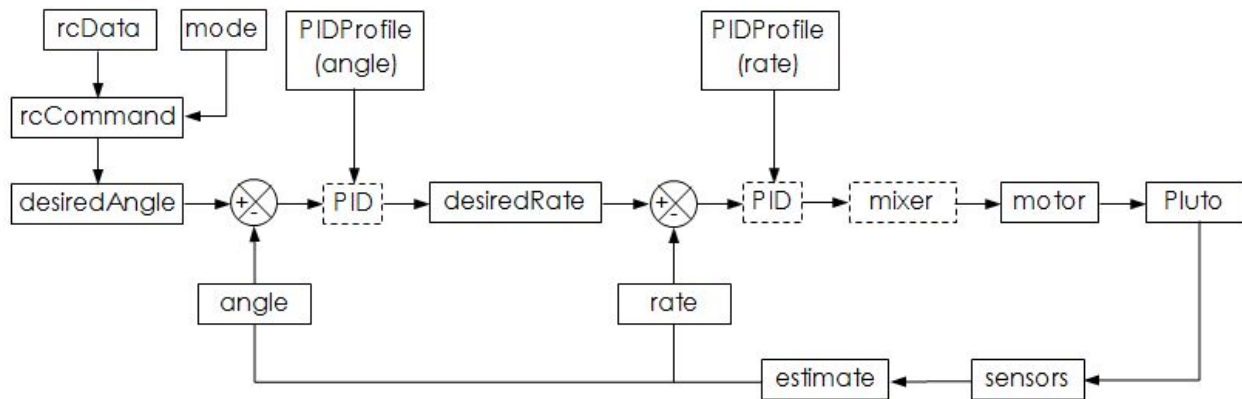 rcData
mode
PIDProfile
(angle)
PIDProfile
(rate)
rcCommand
desiredAngle
+
-
PID
desiredRate
+
-
PID
mixer
motor
Pluto
angle
rate
estimate
sensors